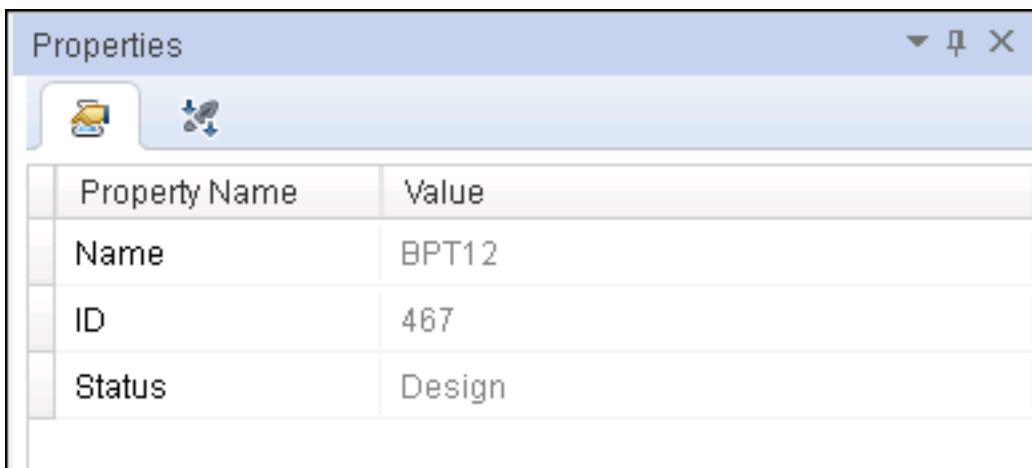 Properties
Property Name Value
Name BPT12
ID 467
Status Design